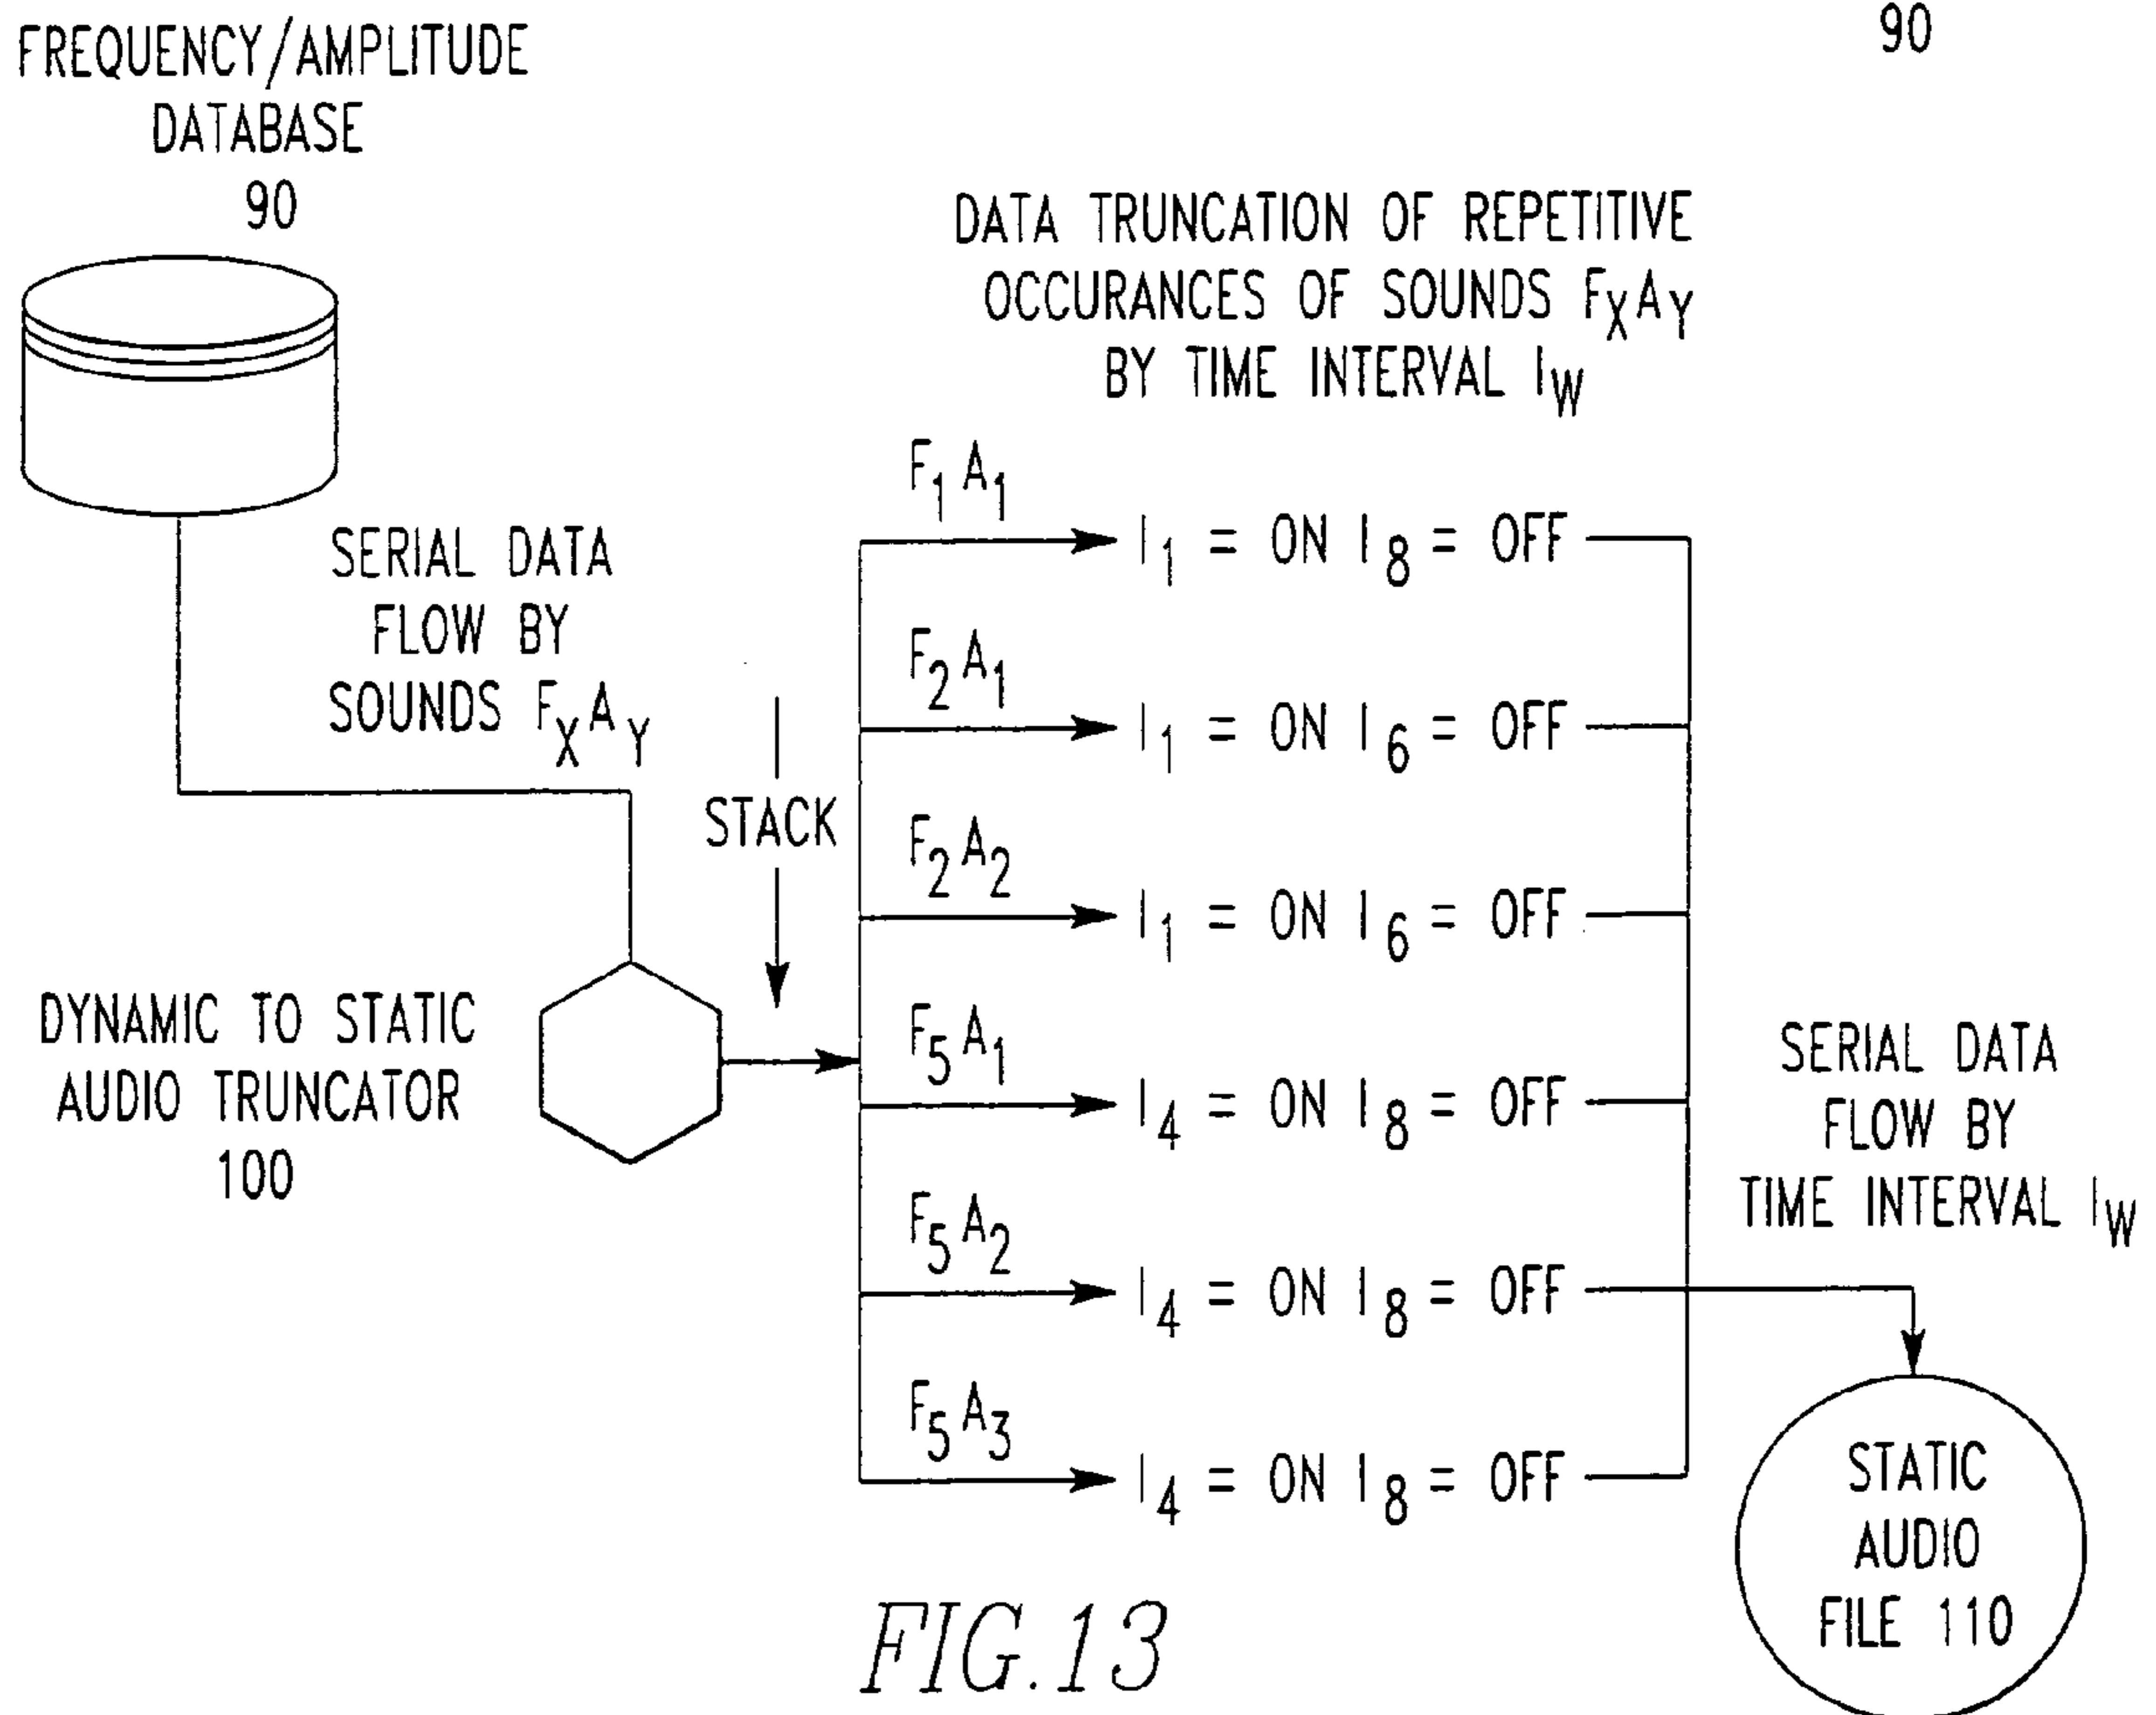 90
FREQUENCY/AMPLITUDE
DATABASE
90
DATA TRUNCATION OF REPETITIVE
OCCURANCES OF SOUNDS FXAY
BY TIME INTERVAL IW
SERIAL DATA
FLOW BY
SOUNDS FXAY
STACK
F1A1
I1 = ON I8 = OFF
F2A1
I1 = ON I6 = OFF
F2A2
I1 = ON I6 = OFF
F5A1
I4 = ON I8 = OFF
F5A2
I4 = ON I8 = OFF
F5A3
I4 = ON I8 = OFF
DYNAMIC TO STATIC
AUDIO TRUNCATOR
100
SERIAL DATA
FLOW BY
TIME INTERVAL IW
STATIC
AUDIO
FILE 110
FIG.13